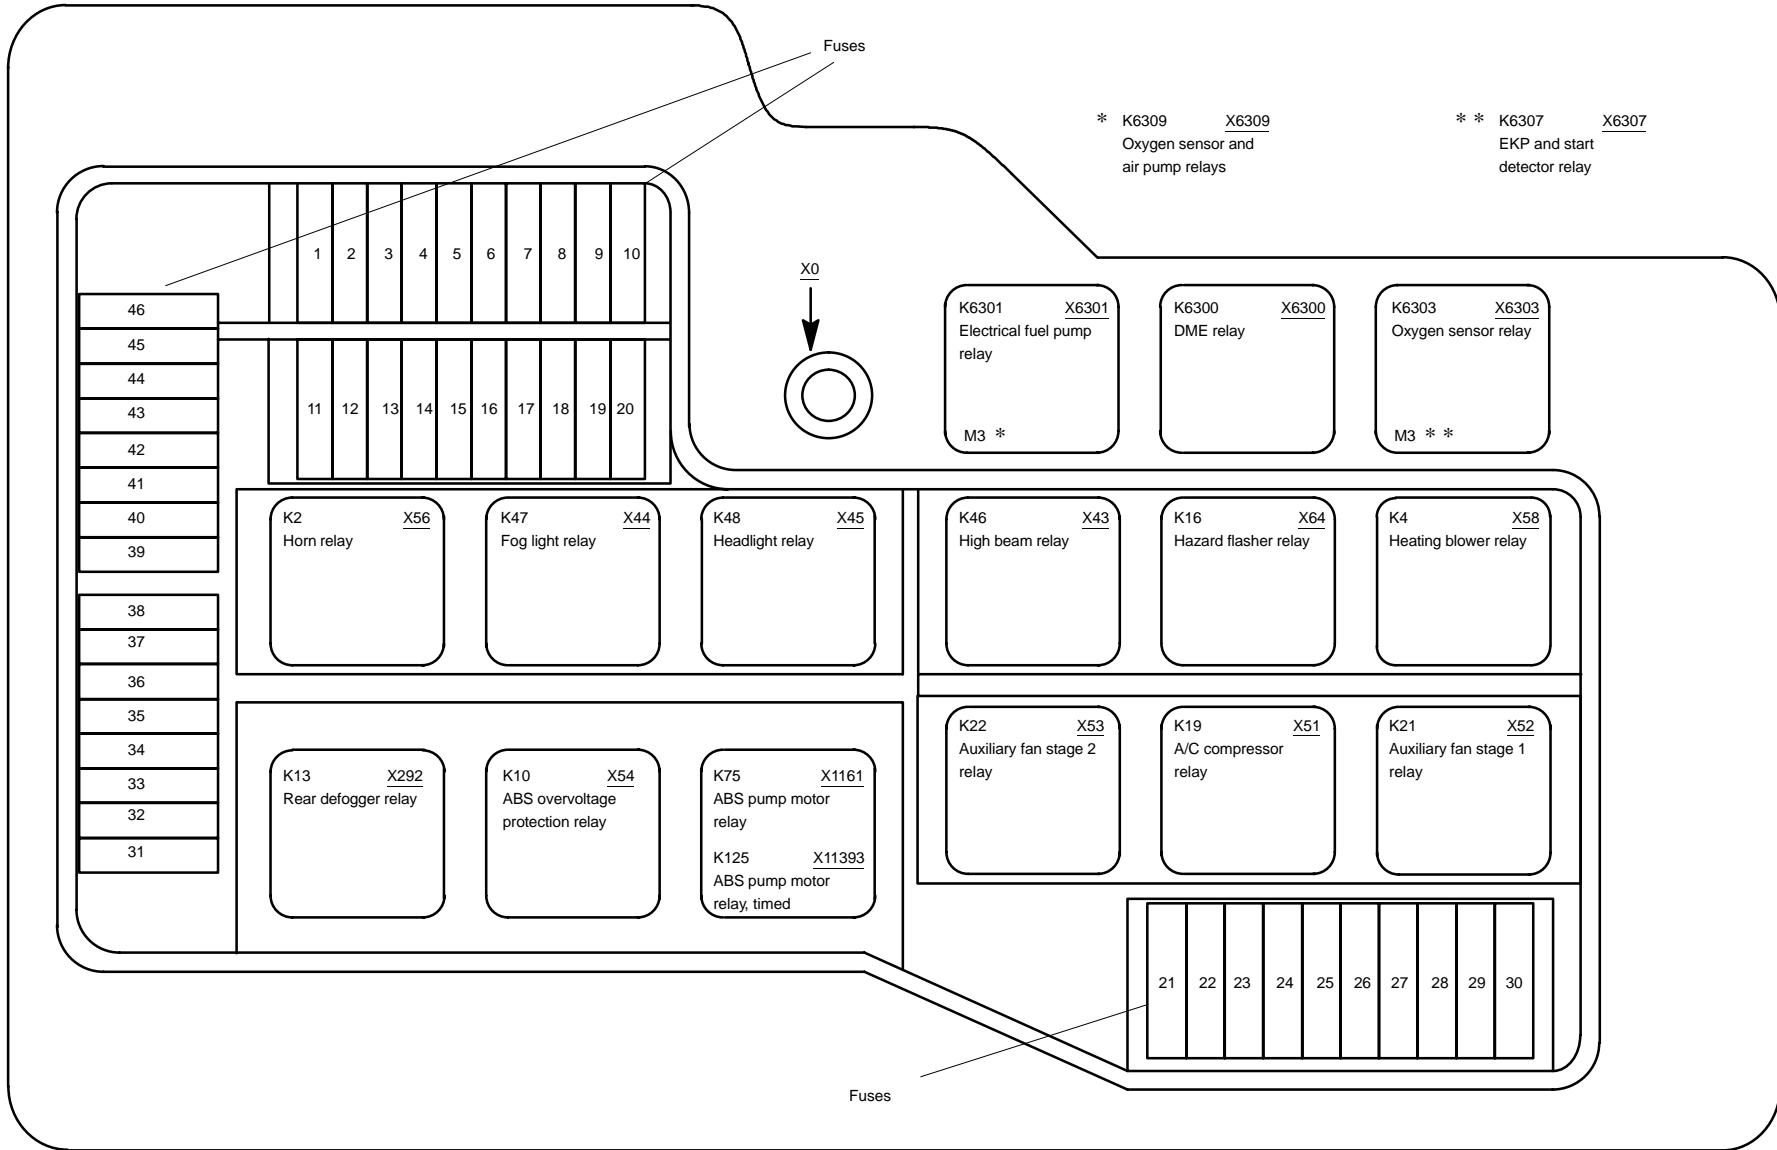 Fuses
* K6309 X6309
Oxygen sensor and
air pump relays
* * K6307 X6307
EKP and start
detector relay
1 2 3 4 5 6 7 8 9 10
X0
K6301 X6301
Electrical fuel pump
relay
M3 *
K6300 X6300
DME relay
K6303 X6303
Oxygen sensor relay
M3 * *
46
45
44
43
42
41
40
39
38
37
36
35
34
33
32
31
11 12 13 14 15 16 17 18 19 20
K2 X56
Horn relay
K47 X44
Fog light relay
K48 X45
Headlight relay
K46 X43
High beam relay
K16 X64
Hazard flasher relay
K4 X58
Heating blower relay
K13 X292
Rear defogger relay
K10 X54
ABS overvoltage
protection relay
K75 X1161
ABS pump motor
relay
K125 X11393
ABS pump motor
relay, timed
K22 X53
Auxiliary fan stage 2
relay
K19 X51
A/C compressor
relay
K21 X52
Auxiliary fan stage 1
relay
21 22 23 24 25 26 27 28 29 30
Fuses